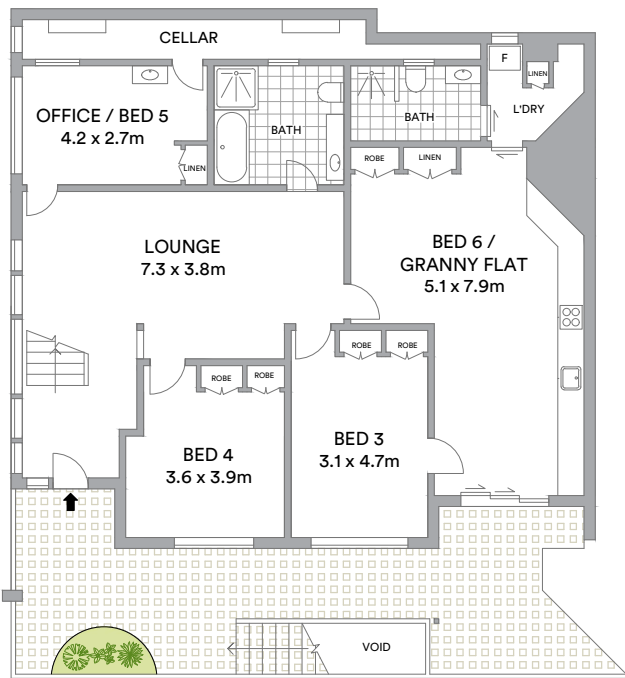 CELLAR
F
LINEN
L'DRY
OFFICE / BED 5
4.2 x 2.7m
BATH
BATH
LINEN
ROBE
LINEN
LOUNGE
7.3 x 3.8m
BED 6 /
GRANNY FLAT
5.1 x 7.9m
ROBE
ROBE
ROBE
ROBE
BED 4
3.6 x 3.9m
BED 3
3.1 x 4.7m
VOID